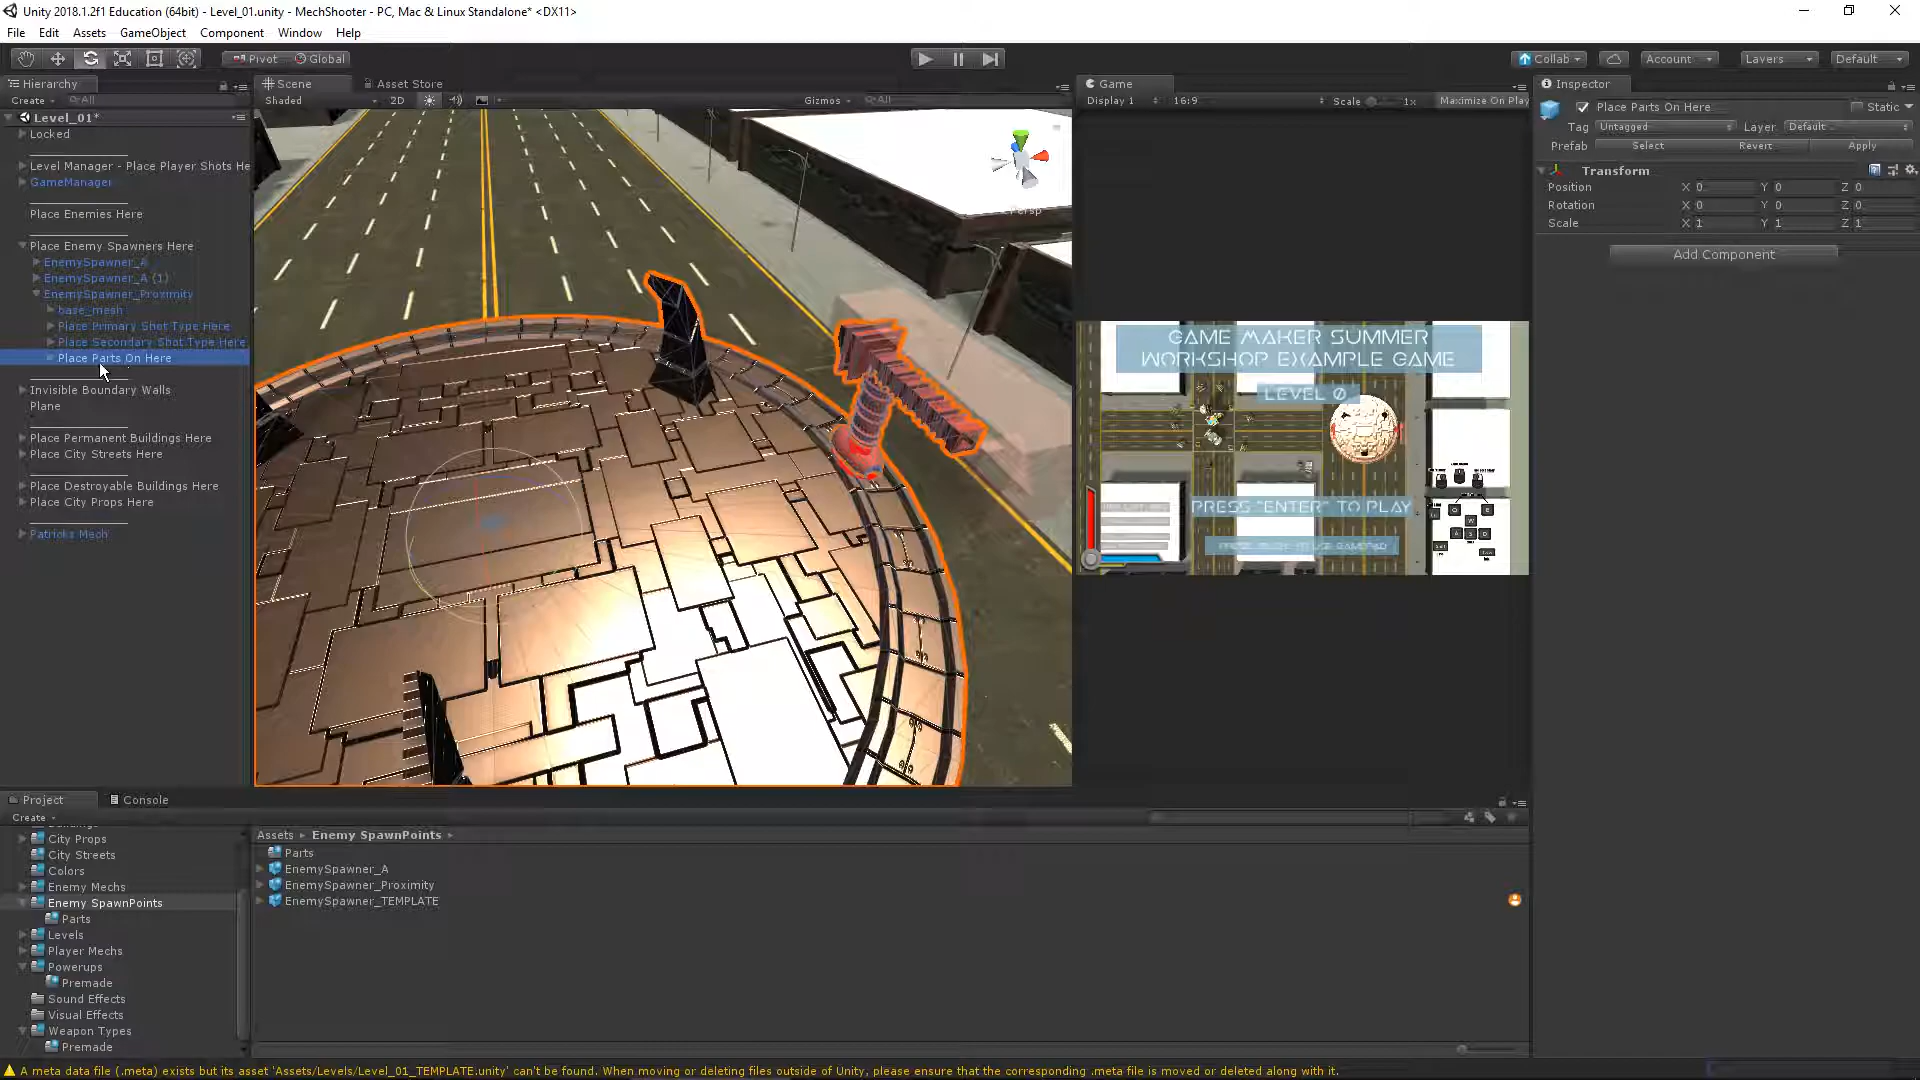 Unity 2018.1.2f1 Education (64bit) - Level_01.unity - MechShooter - PC, Mac & Linux Standalone* <DX11>
File Edit Assets GameObject Component Window Help
Pivot Global
Collab Account Layers Default
Hierarchy
Create All
Level_01*
Locked
Level Manager - Place Player Shots He
GameManager
Place Enemies Here
Place Enemy Spawners Here
EnemySpawner_A
EnemySpawner_A (1)
EnemySpawner_Proximity
base_mesh
Place Primary Shot Type Here
Place Secondary Shot Type Here
Place Parts On Here
Invisible Boundary Walls
Plane
Place Permanent Buildings Here
Place City Streets Here
Place Destroyable Buildings Here
Place City Props Here
Patricks Mech
Scene Asset Store
Shaded 2D Gizmos All
Persp
Game
Display 1 16:9 Scale 1x Maximize On Play
GAME MAKER SUMMER
WORKSHOP EXAMPLE GAME
LEVEL 0
PRESS "ENTER" TO PLAY
Inspector
Place Parts On Here Static
Tag Untagged Layer Default
Prefab Select Revert Apply
Transform
Position X 0 Y 0 Z 0
Rotation X 0 Y 0 Z 0
Scale X 1 Y 1 Z 1
Add Component
Project Console
Create
City Props
City Streets
Colors
Enemy Mechs
Enemy SpawnPoints
Parts
Levels
Player Mechs
Powerups
Premade
Sound Effects
Visual Effects
Weapon Types
Premade
Assets Enemy SpawnPoints
Parts
EnemySpawner_A
EnemySpawner_Proximity
EnemySpawner_TEMPLATE
A meta data file (.meta) exists but its asset 'Assets/Levels/Level_01_TEMPLATE.unity' can't be found. When moving or deleting files outside of Unity, please ensure that the corresponding .meta file is moved or deleted along with it.